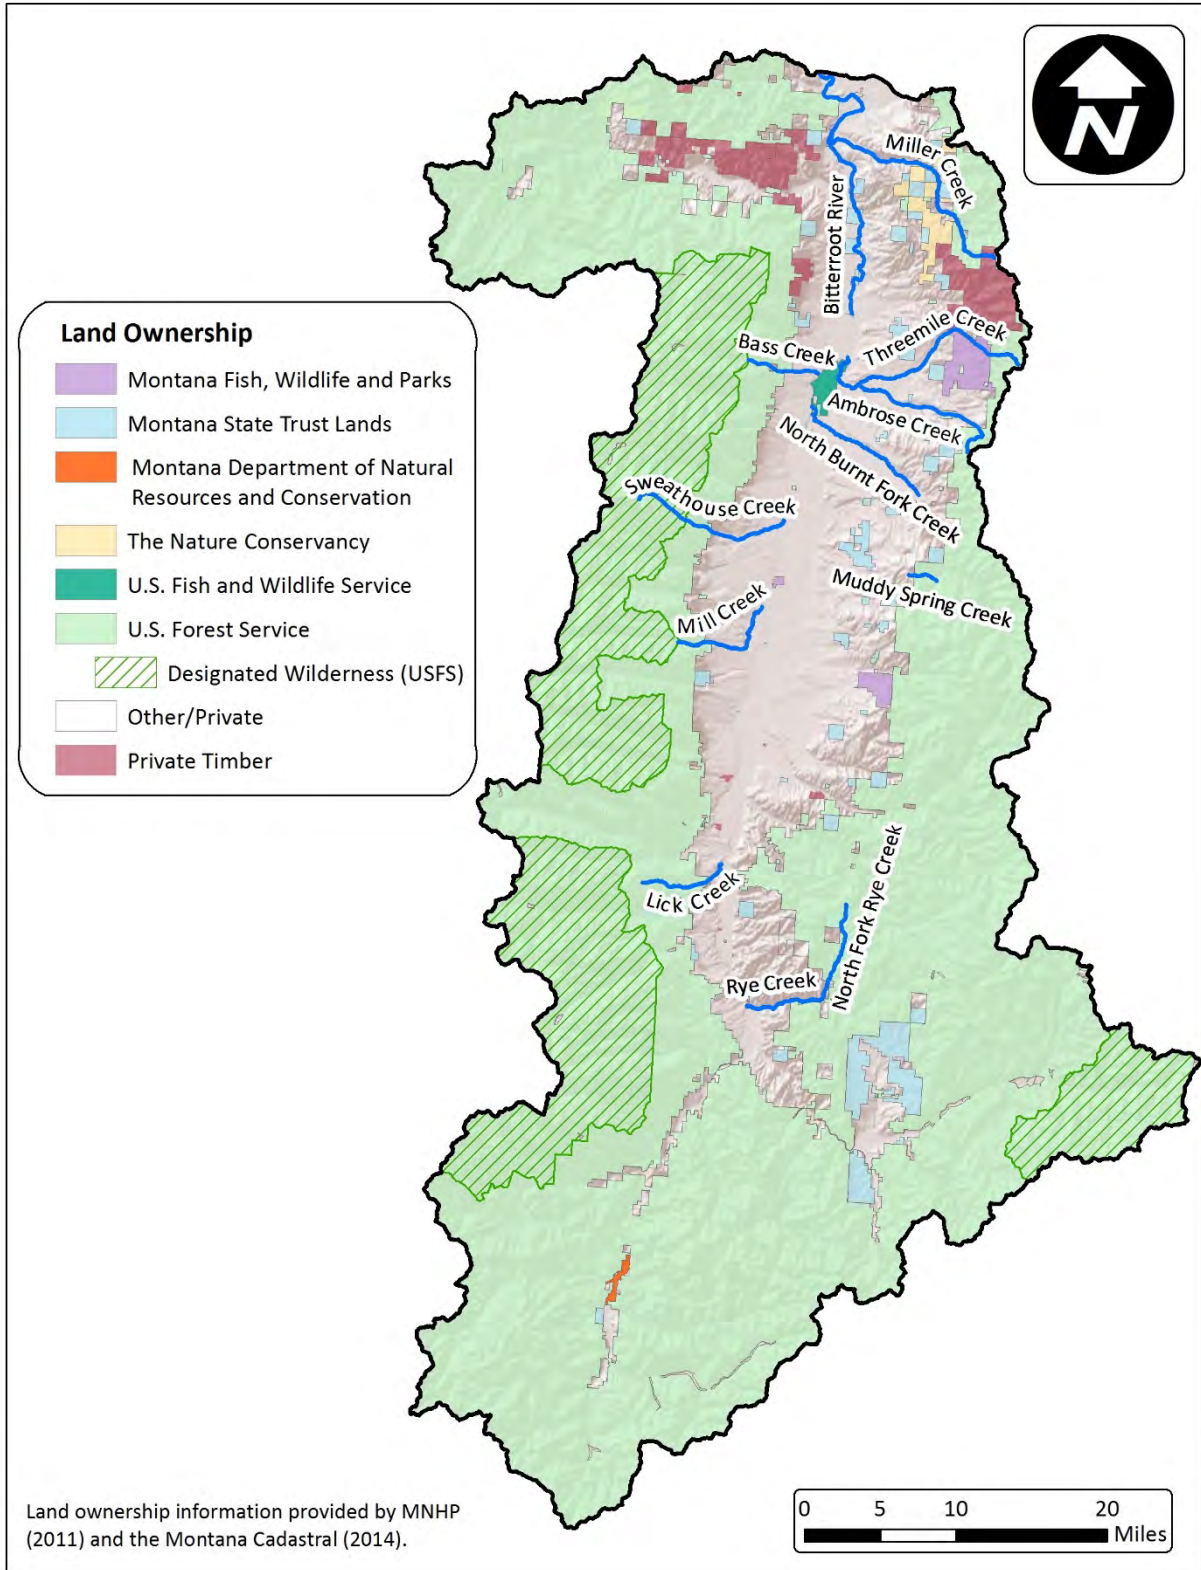 N
Miller Creek
Bitterroot River
Land Ownership
Montana Fish, Wildlife and Parks
Montana State Trust Lands
Montana Department of Natural
Resources and Conservation
The Nature Conservancy
U.S. Fish and Wildlife Service
U.S. Forest Service
Designated Wilderness (USFS)
Other/Private
Private Timber
Bass Creek
Threemile Creek
Ambrose Creek
North Burnt Fork Creek
Sweathouse Creek
Muddy Spring Creek
Mill Creek
Lick Creek
North Fork Rye Creek
Rye Creek
Land ownership information provided by MNHP
(2011) and the Montana Cadastral (2014).
0 5 10 20
Miles